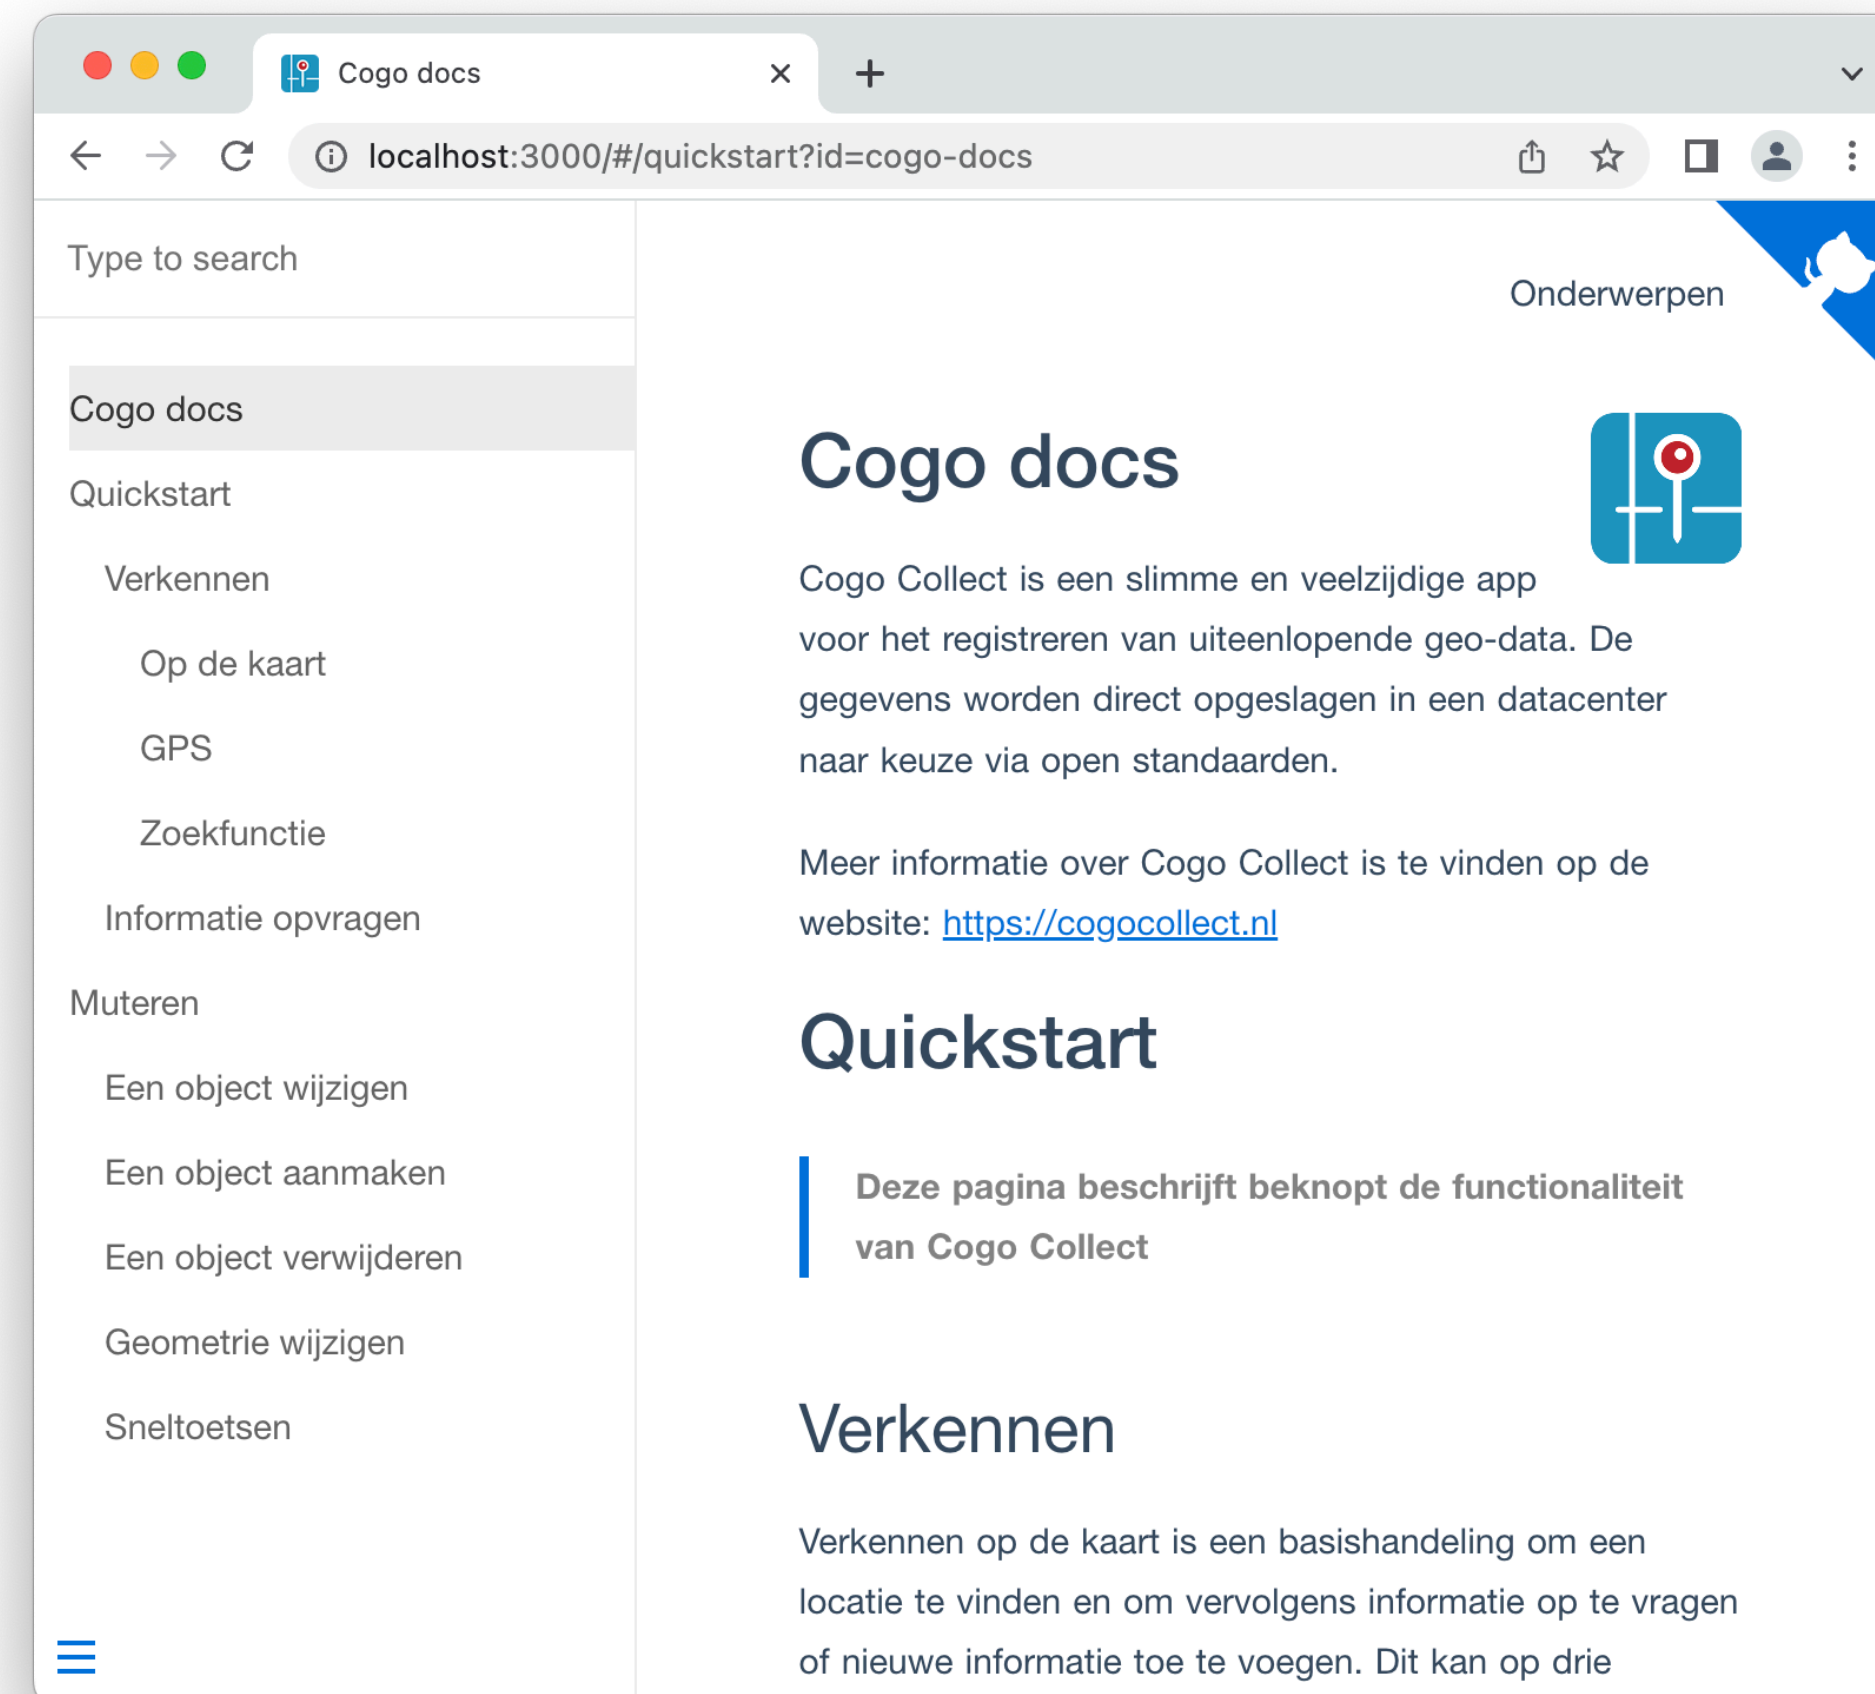 Cogo docs
localhost:3000/#/quickstart?id=cogo-docs
Type to search
Cogo docs
Quickstart
Verkennen
Op de kaart
GPS
Zoekfunctie
Informatie opvragen
Muteren
Een object wijzigen
Een object aanmaken
Een object verwijderen
Geometrie wijzigen
Sneltoetsen
Onderwerpen
Cogo docs
Cogo Collect is een slimme en veelzijdige app
voor het registreren van uiteenlopende geo-data. De
gegevens worden direct opgeslagen in een datacenter
naar keuze via open standaarden.
Meer informatie over Cogo Collect is te vinden op de
website: https://cogocollect.nl
Quickstart
Deze pagina beschrijft beknopt de functionaliteit
van Cogo Collect
Verkennen
Verkennen op de kaart is een basishandeling om een
locatie te vinden en om vervolgens informatie op te vragen
of nieuwe informatie toe te voegen. Dit kan op drie